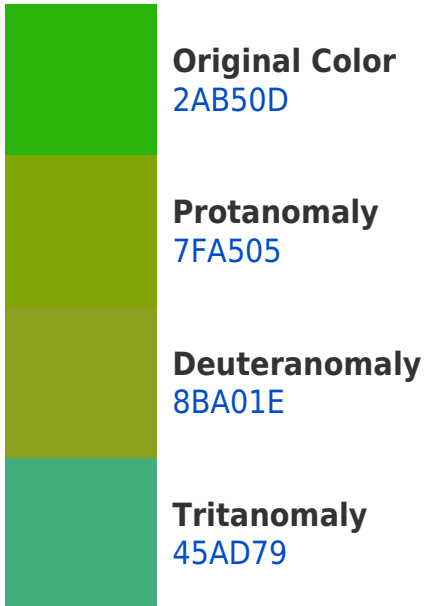 Original Color
2AB50D
Protanomaly
7FA505
Deuteranomaly
8BA01E
Tritanomaly
45AD79